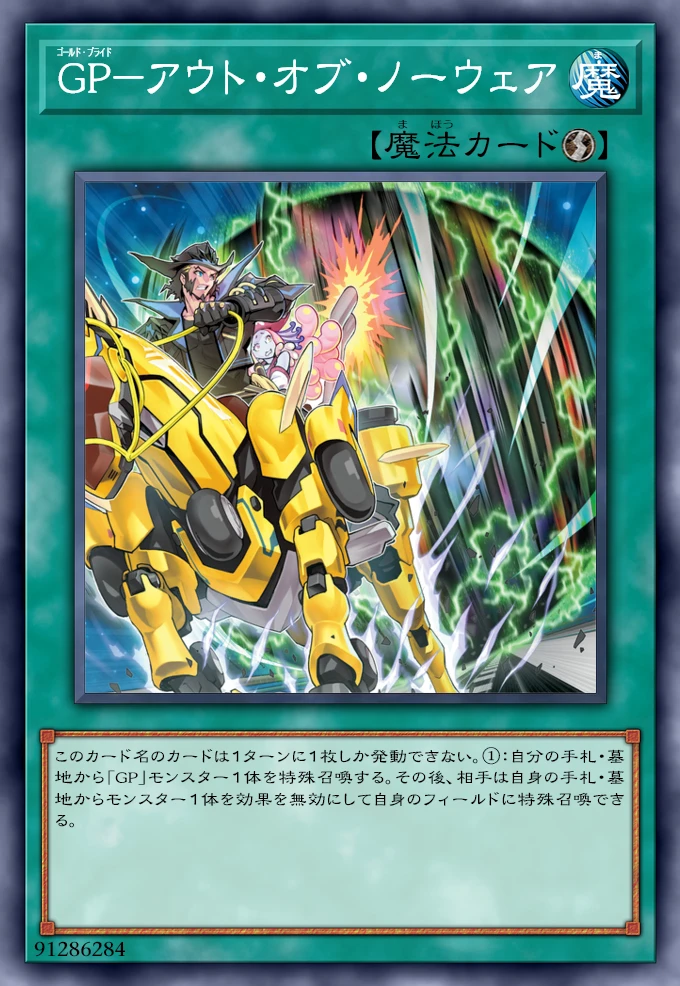 ゴールド・プライド
GP－アウト・オブ・ノーウェア
ま
魔
ま ほう
【魔法カード】
このカード名のカードは１ターンに１枚しか発動できない。①：自分の手札・墓
地から「GP」モンスター１体を特殊召喚する。その後、相手は自身の手札・墓
地からモンスター１体を効果を無効にして自身のフィールドに特殊召喚でき
る。
91286284